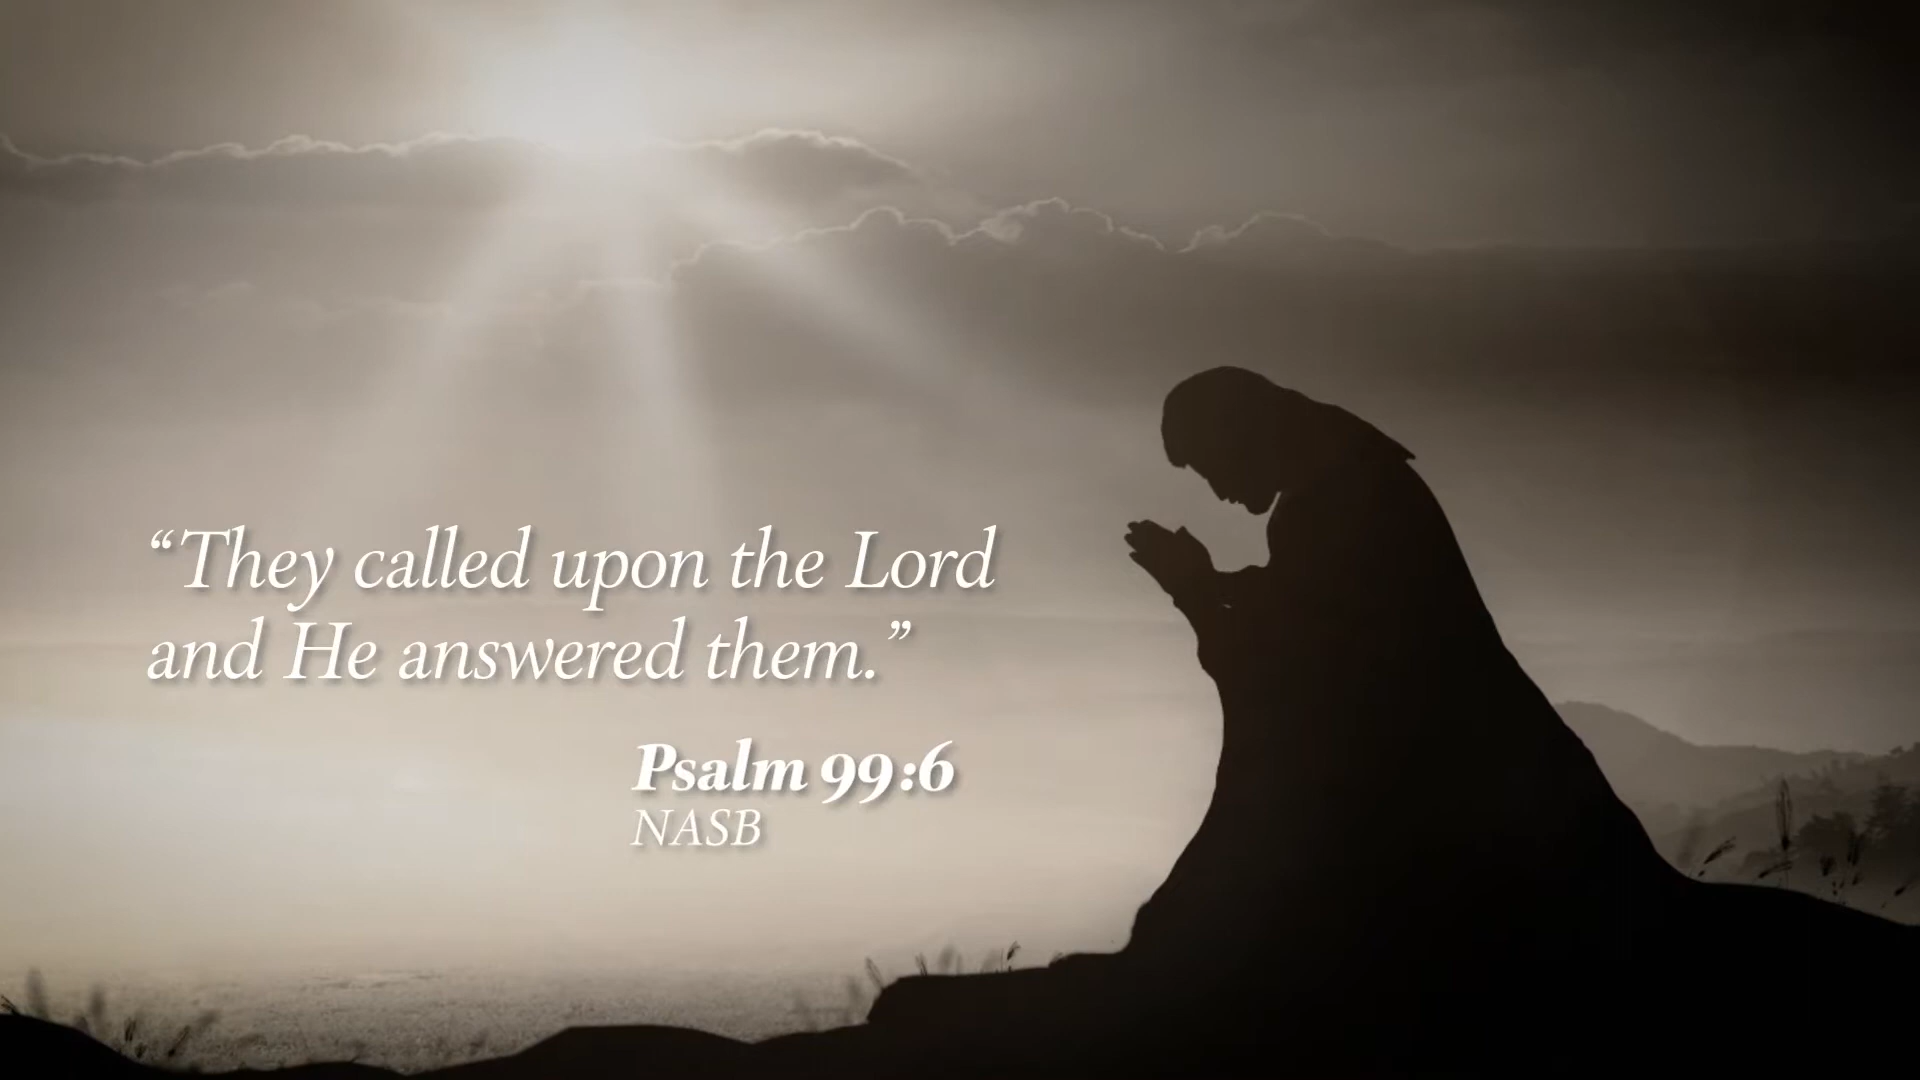 “They called upon the Lord
and He answered them.”
Psalm 99:6
NASB